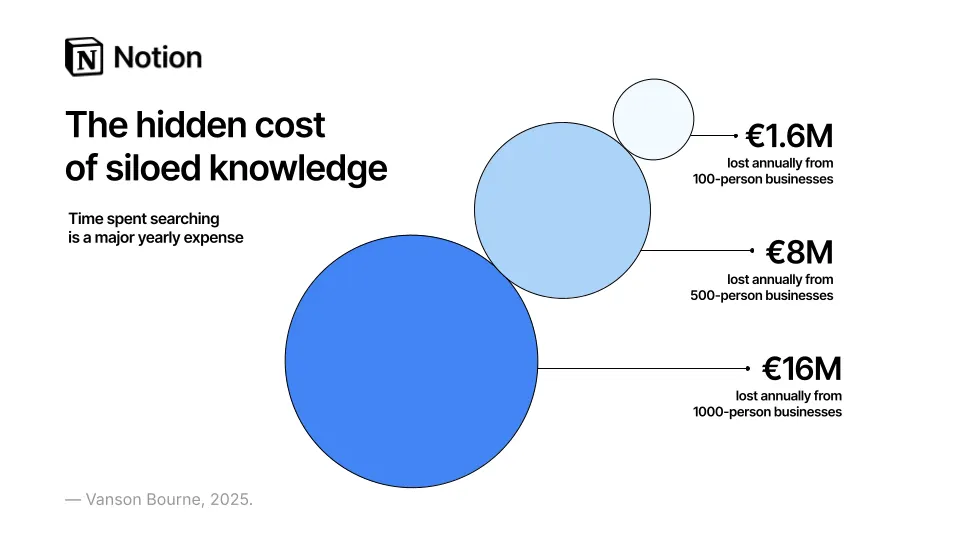 Notion
The hidden cost
of siloed knowledge
Time spent searching
is a major yearly expense
€1.6M
lost annually from
100-person businesses
€8M
lost annually from
500-person businesses
€16M
lost annually from
1000-person businesses
— Vanson Bourne, 2025.